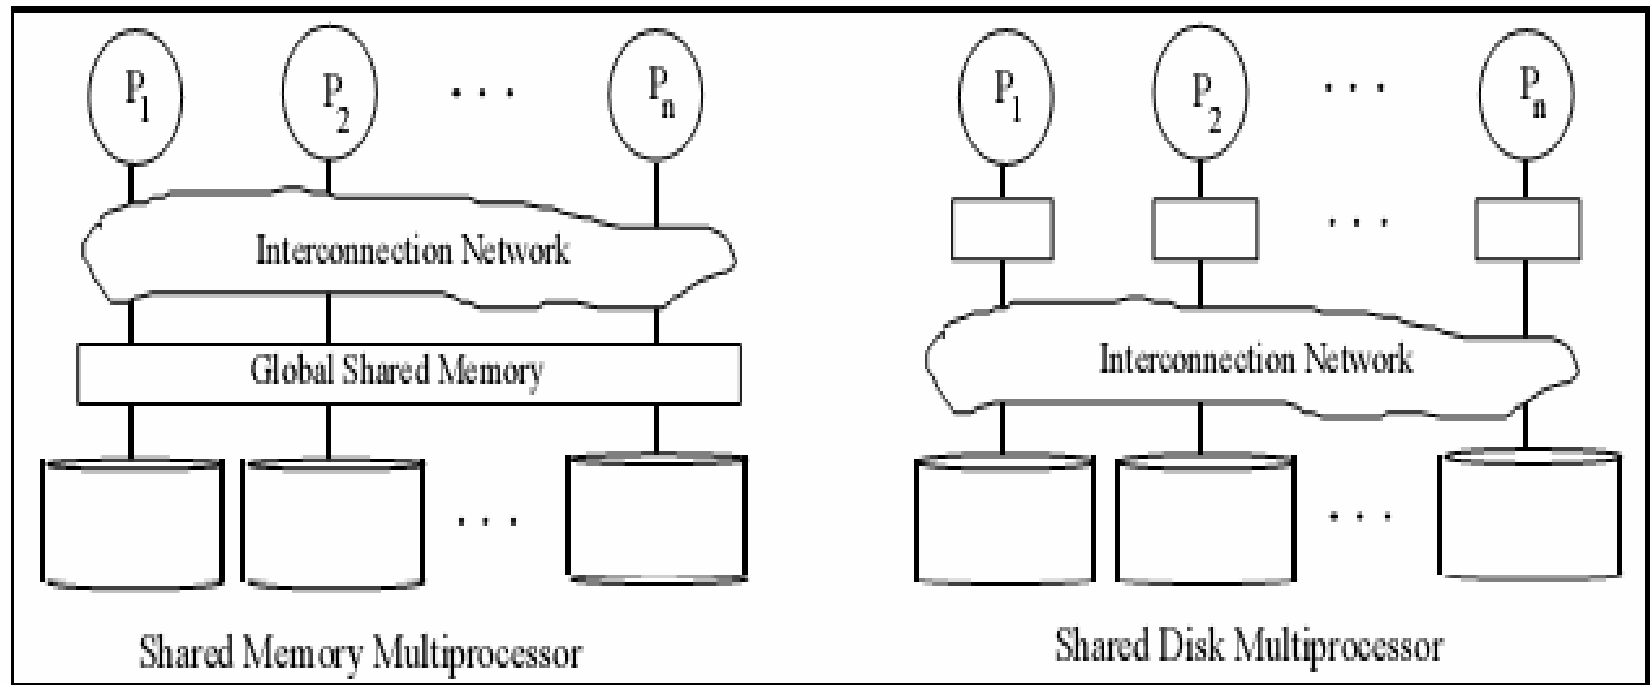 P1 P2 . . . Pn
Interconnection Network
Global Shared Memory
. . .
Shared Memory Multiprocessor
P1 P2 . . . Pn
. . .
Interconnection Network
. . .
Shared Disk Multiprocessor